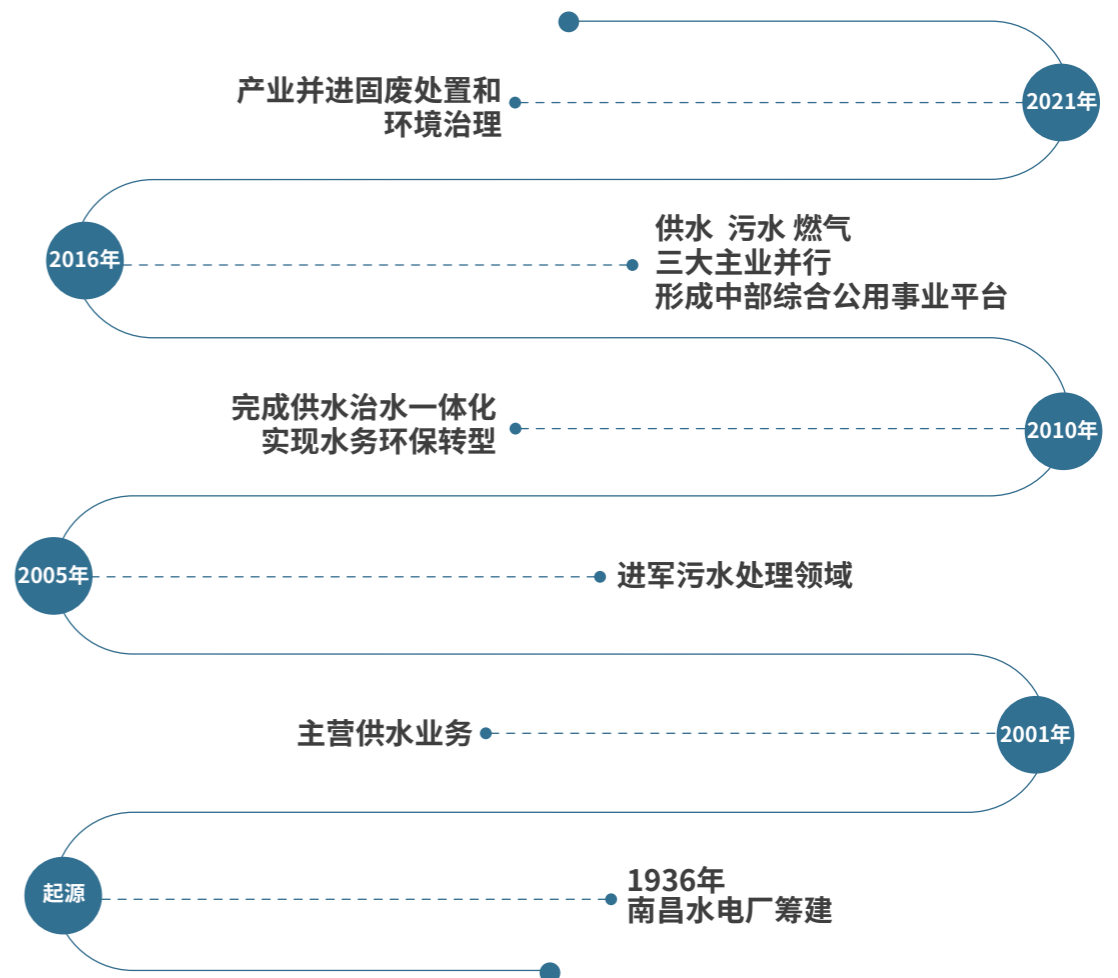 产业并进固废处置和
环境治理
2021年
2016年
供水 污水 燃气
三大主业并行
形成中部综合公用事业平台
完成供水治水一体化
实现水务环保转型
2010年
2005年
进军污水处理领域
主营供水业务
2001年
起源
1936年
南昌水电厂筹建